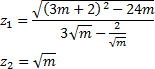 z₁ = √((3m + 2)² − 24m) / (3√m − 2/√m)
z₂ = √m